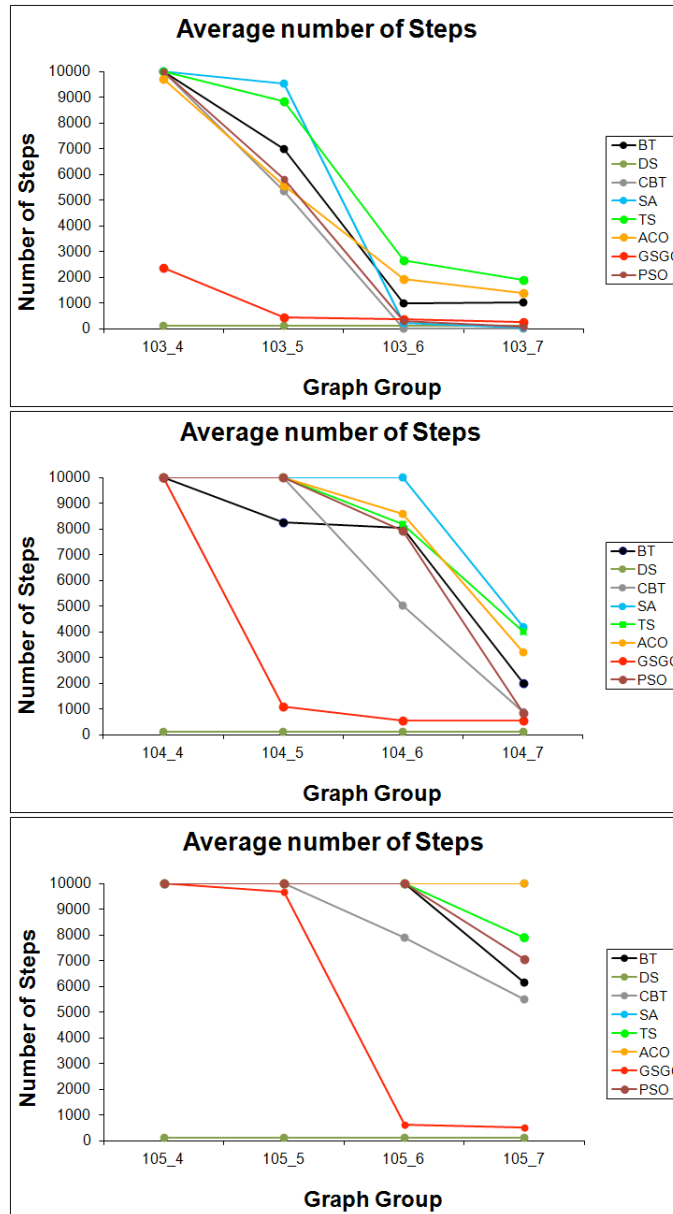 Average number of Steps
Number of Steps
10000
9000
8000
7000
6000
5000
4000
3000
2000
1000
0
103_4 103_5 103_6 103_7
Graph Group
BT
DS
CBT
SA
TS
ACO
GSGC
PSO
Average number of Steps
Number of Steps
10000
9000
8000
7000
6000
5000
4000
3000
2000
1000
0
104_4 104_5 104_6 104_7
Graph Group
BT
DS
CBT
SA
TS
ACO
GSGC
PSO
Average number of Steps
Number of Steps
10000
9000
8000
7000
6000
5000
4000
3000
2000
1000
0
105_4 105_5 105_6 105_7
Graph Group
BT
DS
CBT
SA
TS
ACO
GSGC
PSO